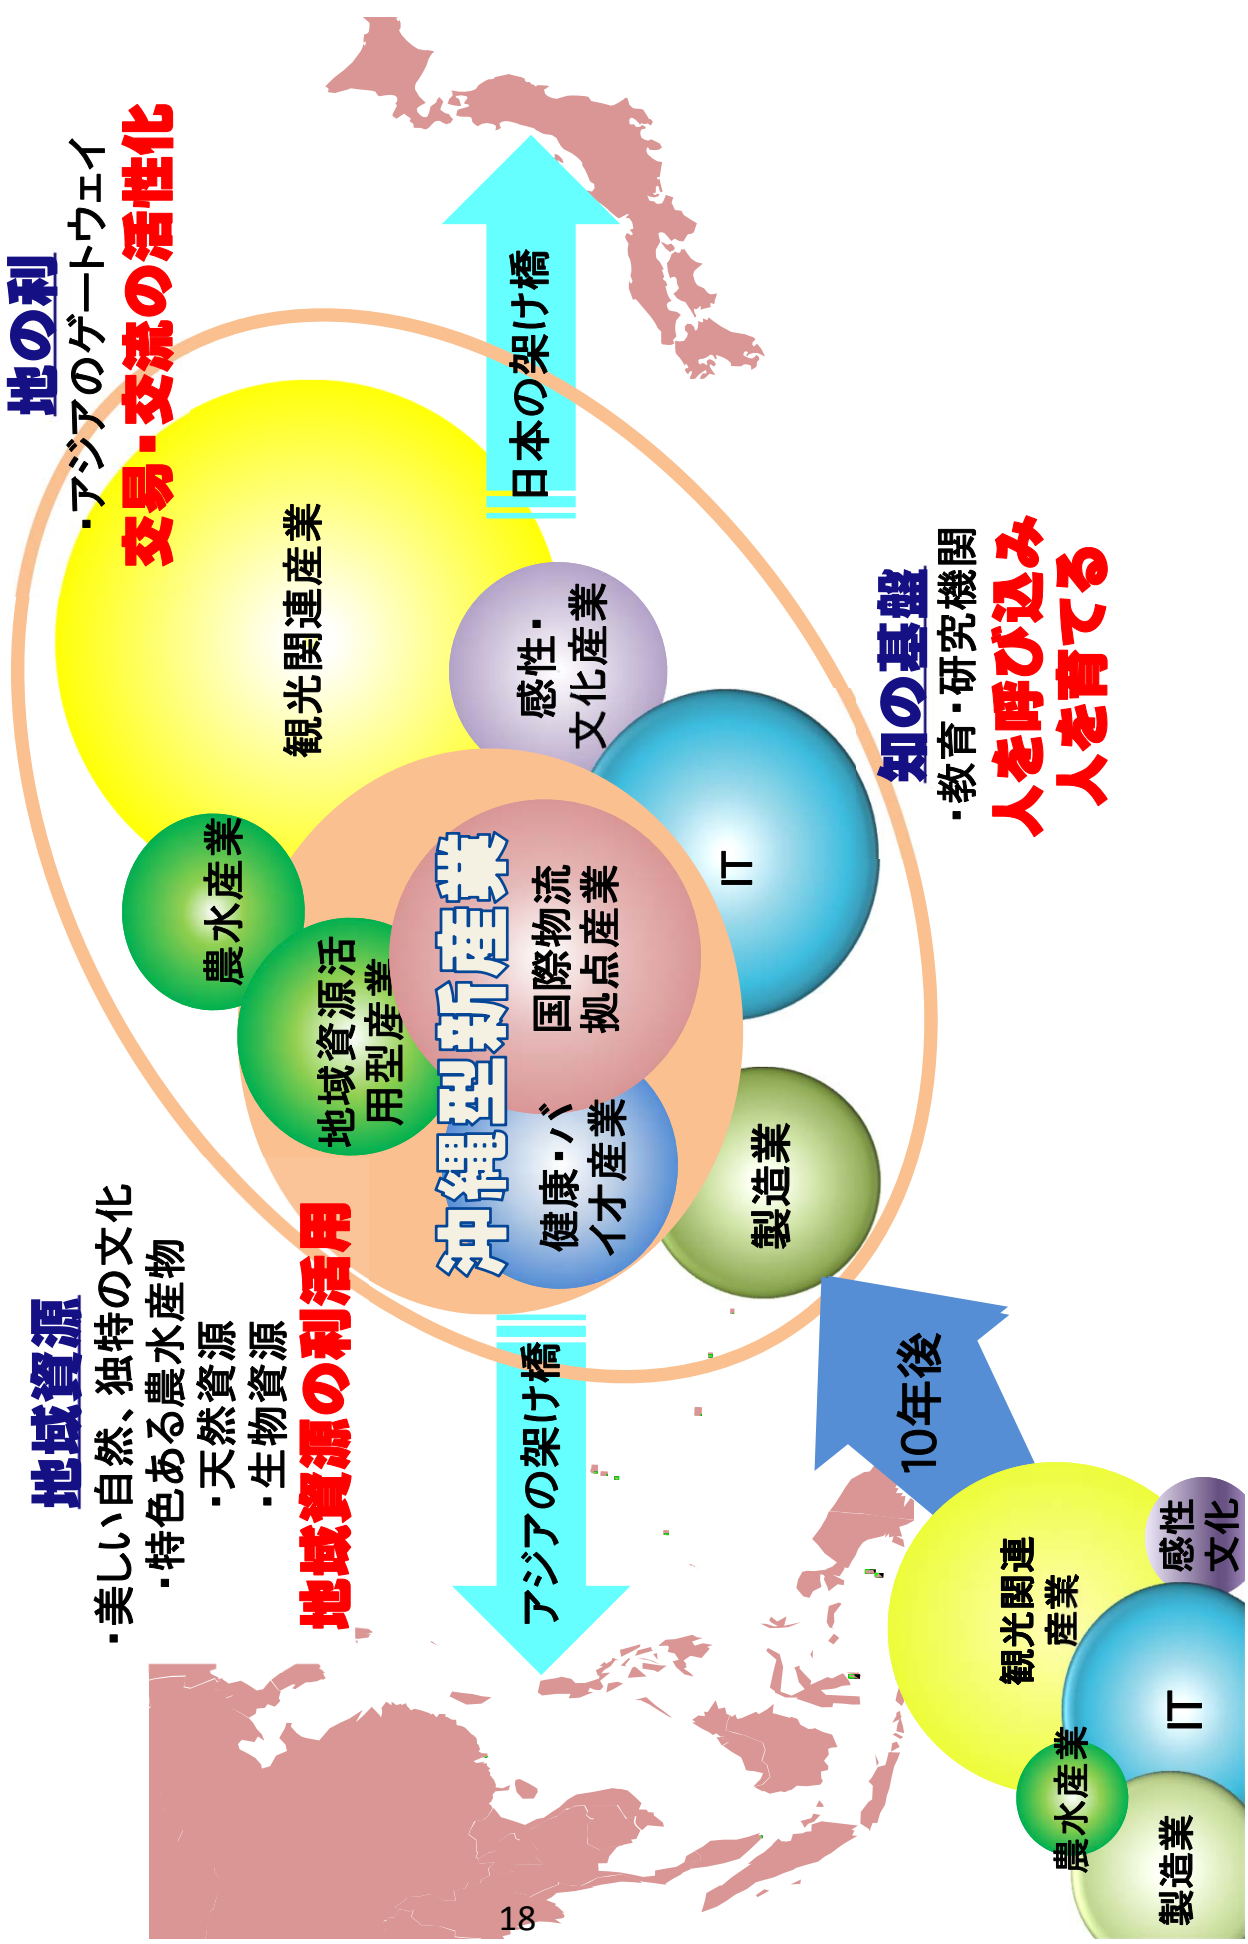 地域資源
・美しい自然、独特の文化
・特色ある農水産物
・天然資源
・生物資源
地域資源の利活用
地の利
・アジアのゲートウェイ
交易・交流の活性化
観光関連産業
農水産業
地域資源活
用型産業
沖縄型新産業
国際物流
拠点産業
健康・バ
イオ産業
感性・
文化産業
IT
製造業
アジアの架け橋
日本の架け橋
知の基盤
・教育・研究機関
人を呼び込み
人を育てる
10年後
観光関連
産業
感性
文化
IT
農水産業
製造業
18